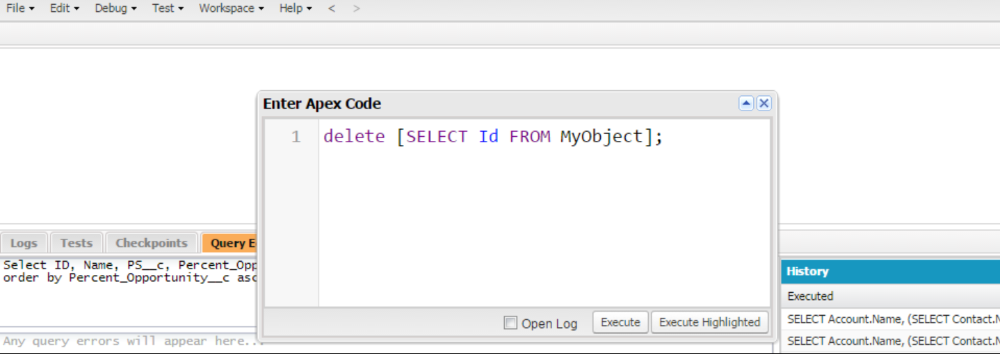 File Edit Debug Test Workspace Help < >
Enter Apex Code
1 delete [SELECT Id FROM MyObject];
Logs Tests Checkpoints Query E
Select ID, Name, PS__c, Percent_Opp
order by Percent_Opportunity__c asc
History
Executed
Open Log Execute Execute Highlighted
SELECT Account.Name, (SELECT Contact.N
Any query errors will appear here...
SELECT Account.Name, (SELECT Contact.N